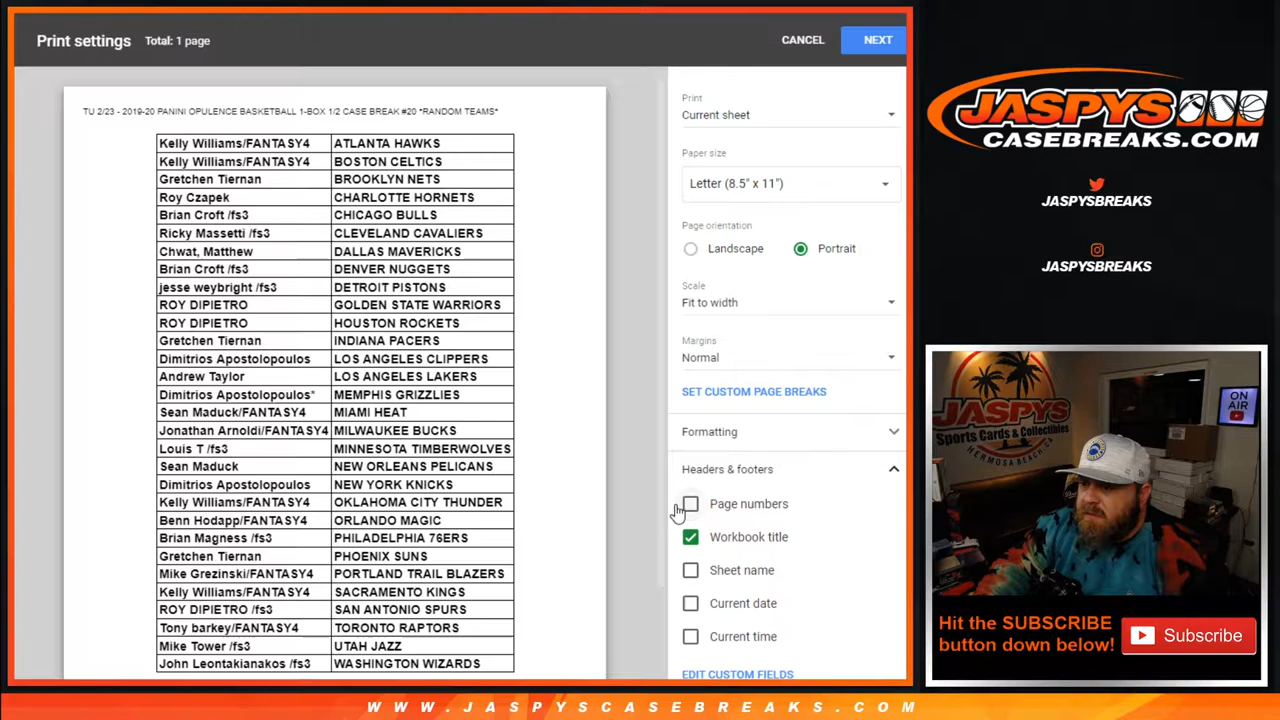 Print settings Total: 1 page CANCEL NEXT
TU 2/23 - 2019-20 PANINI OPULENCE BASKETBALL 1-BOX 1/2 CASE BREAK #20 *RANDOM TEAMS*
Kelly Williams/FANTASY4 ATLANTA HAWKS
Kelly Williams/FANTASY4 BOSTON CELTICS
Gretchen Tiernan BROOKLYN NETS
Roy Czapek CHARLOTTE HORNETS
Brian Croft /fs3 CHICAGO BULLS
Ricky Massetti /fs3 CLEVELAND CAVALIERS
Chwat, Matthew DALLAS MAVERICKS
Brian Croft /fs3 DENVER NUGGETS
jesse weybright /fs3 DETROIT PISTONS
ROY DIPIETRO GOLDEN STATE WARRIORS
ROY DIPIETRO HOUSTON ROCKETS
Gretchen Tiernan INDIANA PACERS
Dimitrios Apostolopoulos LOS ANGELES CLIPPERS
Andrew Taylor LOS ANGELES LAKERS
Dimitrios Apostolopoulos* MEMPHIS GRIZZLIES
Sean Maduck/FANTASY4 MIAMI HEAT
Jonathan Arnoldi/FANTASY4 MILWAUKEE BUCKS
Louis T /fs3 MINNESOTA TIMBERWOLVES
Sean Maduck NEW ORLEANS PELICANS
Dimitrios Apostolopoulos NEW YORK KNICKS
Kelly Williams/FANTASY4 OKLAHOMA CITY THUNDER
Benn Hodapp/FANTASY4 ORLANDO MAGIC
Brian Magness /fs3 PHILADELPHIA 76ERS
Gretchen Tiernan PHOENIX SUNS
Mike Grezinski/FANTASY4 PORTLAND TRAIL BLAZERS
Kelly Williams/FANTASY4 SACRAMENTO KINGS
ROY DIPIETRO /fs3 SAN ANTONIO SPURS
Tony barkey/FANTASY4 TORONTO RAPTORS
Mike Tower /fs3 UTAH JAZZ
John Leontakianakos /fs3 WASHINGTON WIZARDS
Print
Current sheet
Paper size
Letter (8.5" x 11")
Page orientation
Landscape Portrait
Scale
Fit to width
Margins
Normal
SET CUSTOM PAGE BREAKS
Formatting
Headers & footers
Page numbers
Workbook title
Sheet name
Current date
Current time
EDIT CUSTOM FIELDS
JASPYS
CASEBREAKS.COM
JASPYSBREAKS
JASPYSBREAKS
JASPYS
Sports Cards & Collectibles
HERMOSA BEACH, CA
ON
AIR
Hit the SUBSCRIBE
button down below!
Subscribe
WWW.JASPYSCASEBREAKS.COM